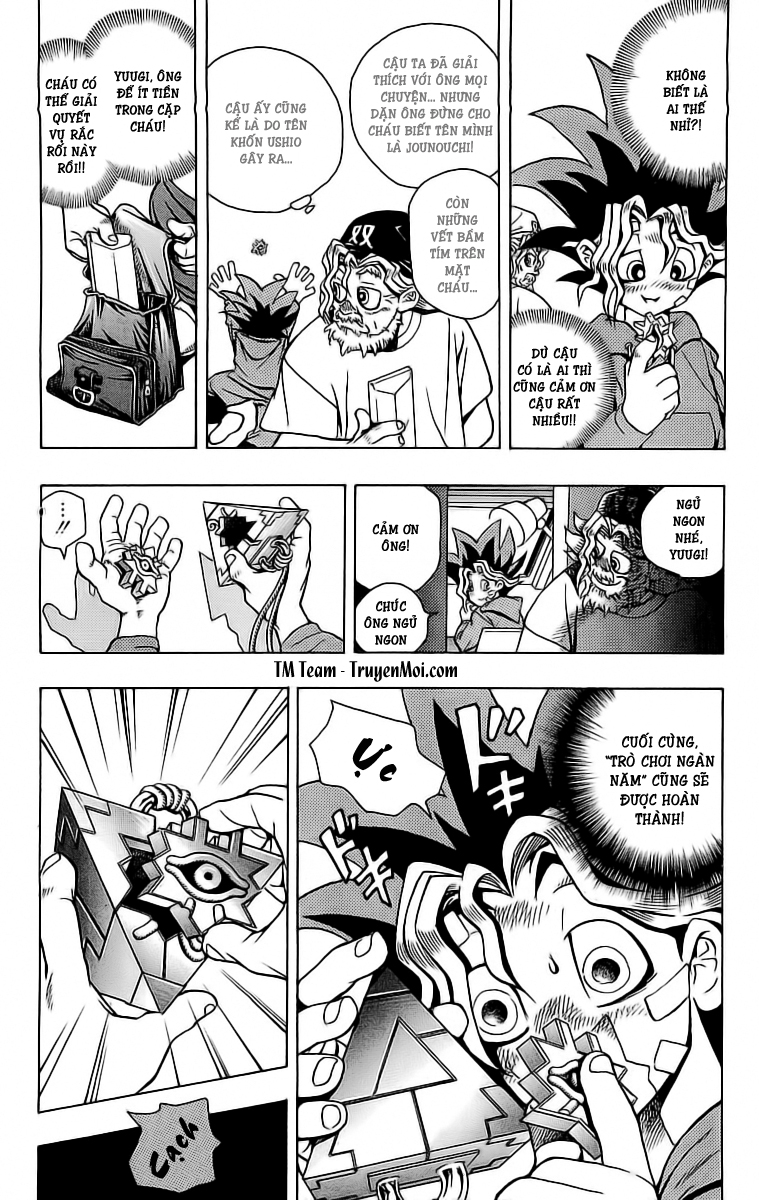 KHÔNG
BIẾT LÀ
AI THẾ
NHỈ?!
DÙ CẬU
CÓ LÀ AI THÌ
CŨNG CẢM ƠN
CẬU RẤT
NHIỀU!!
CẬU TA ĐÃ GIẢI
THÍCH VỚI ÔNG MỌI
CHUYỆN... NHƯNG
DẶN ÔNG ĐỪNG CHO
CHÁU BIẾT TÊN MÌNH
LÀ JOUNOUCHI!
CẬU ẤY CŨNG
KỂ LÀ DO TÊN
KHỐN USHIO
GÂY RA...
CÒN
NHỮNG
VẾT BẦM
TÍM TRÊN
MẶT
CHÁU...
YUUGI, ÔNG
ĐỂ ÍT TIỀN
TRONG CẶP
CHÁU!
CHÁU CÓ
THỂ GIẢI
QUYẾT
VỤ RẮC
RỐI NÀY
RỒI!!
NGỦ
NGON
NHÉ,
YUUGI!
CẢM ƠN
ÔNG!
CHÚC
ÔNG NGỦ
NGON
...!
TM Team - TruyenMoi.com
CUỐI CÙNG,
"TRÒ CHƠI NGÀN
NĂM" CŨNG SẼ
ĐƯỢC HOÀN
THÀNH!
Ực
ドキ
ドキ
Cạch